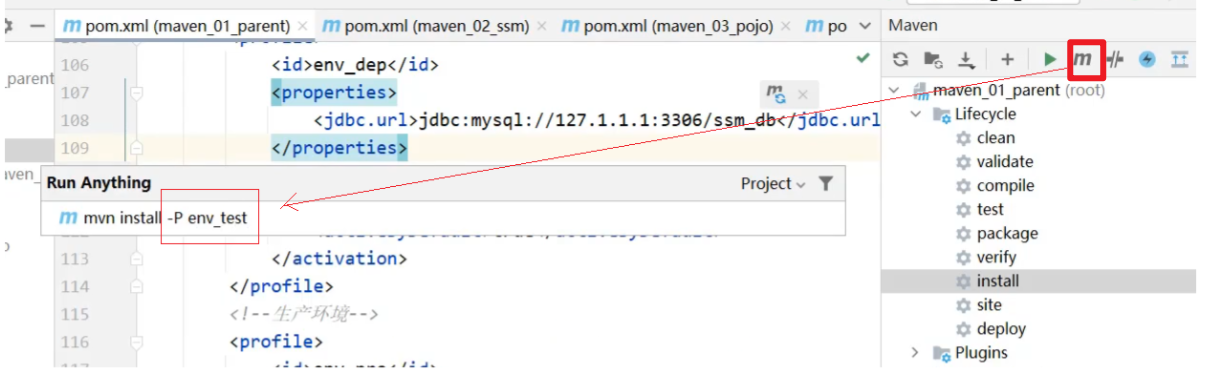 pom.xml (maven_01_parent) × pom.xml (maven_02_ssm) × pom.xml (maven_03_pojo) × po
Maven
106 <id>env_dep</id>
_parent
107 <properties>
108 <jdbc.url>jdbc:mysql://127.1.1.1:3306/ssm_db</jdbc.url
109 </properties>
Run Anything
Project
m mvn install -P env_test
113 </activation>
114 </profile>
115 <!--生产环境-->
116 <profile>
maven_01_parent (root)
Lifecycle
clean
validate
compile
test
package
verify
install
site
deploy
Plugins